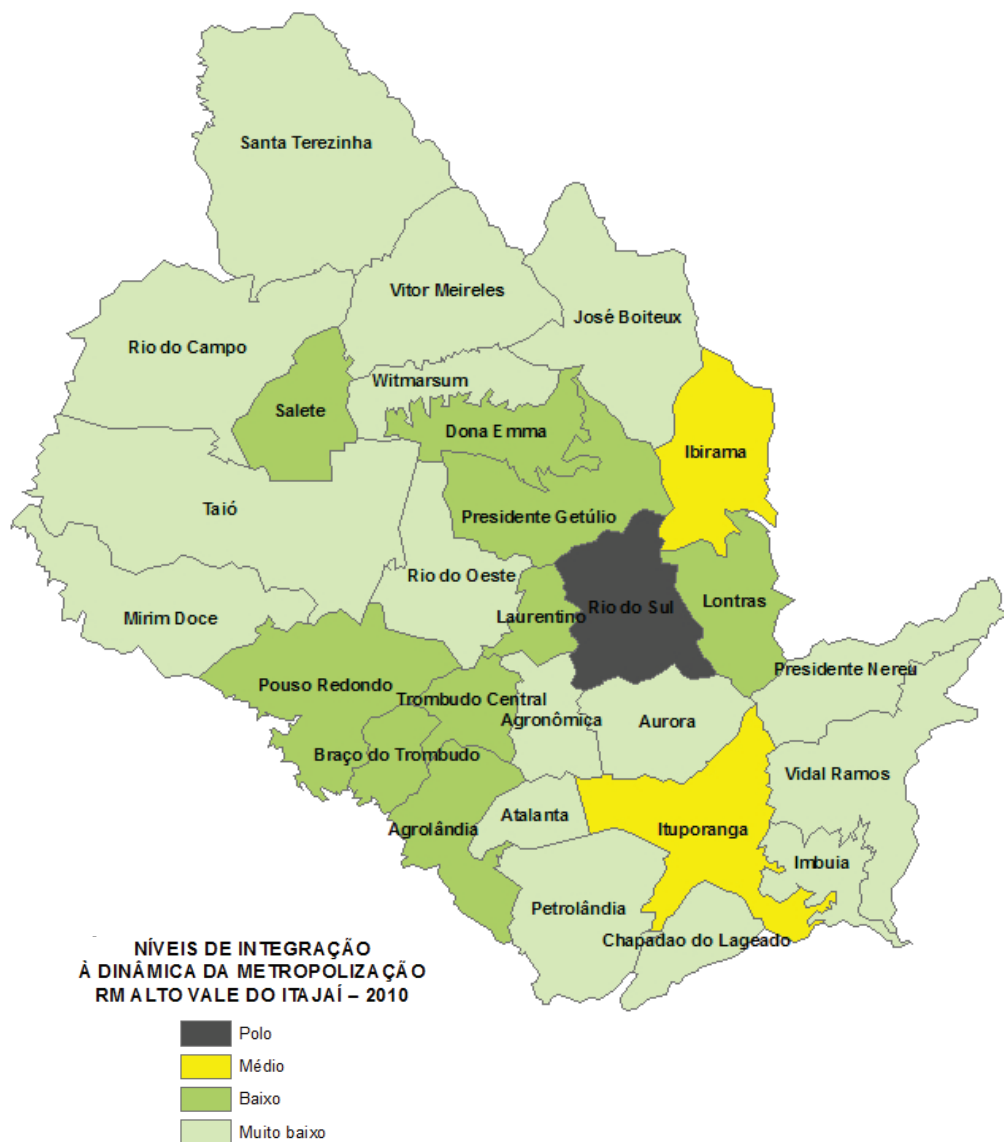 Santa Terezinha
Vitor Meireles
José Boiteux
Rio do Campo
Witmarsum
Salete
Dona Emma
Ibirama
Taió
Presidente Getúlio
Rio do Oeste
Lontras
Mirim Doce
Laurentino
Rio do Sul
Presidente Nereu
Pouso Redondo
Trombudo Central
Agronômica
Aurora
Braço do Trombudo
Vidal Ramos
Atalanta
Agrolândia
Ituporanga
Imbuia
Petrolândia
Chapadao do Lageado
NÍVEIS DE INTEGRAÇÃO
À DINÂMICA DA METROPOLIZAÇÃO
RM ALTO VALE DO ITAJAÍ – 2010
Polo
Médio
Baixo
Muito baixo